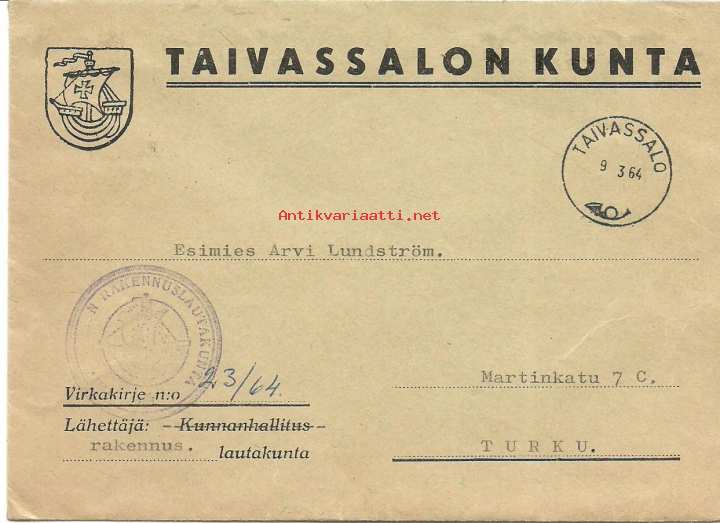 TAIVASSALON KUNTA
TAIVASSALO
9 3 64
Antikvariaatti.net
Esimies Arvi Lundström.
N RAKENNUSLAUTAKUNTA
Virkakirje n:o 23/64.
Martinkatu 7 C.
Lähettäjä: - Kunnanhallitus -
rakennus. lautakunta
TURKU.